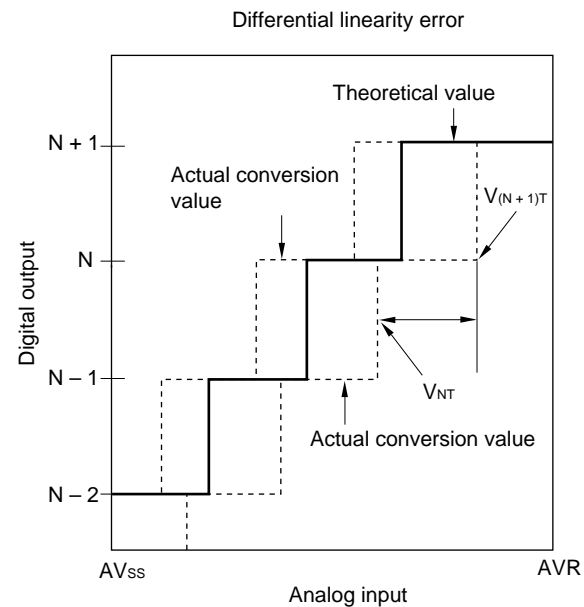 Differential linearity error
Theoretical value
N + 1
Actual conversion
value
V(N + 1)T
N
Digital output
N – 1
VNT
Actual conversion value
N – 2
AVSS
AVR
Analog input